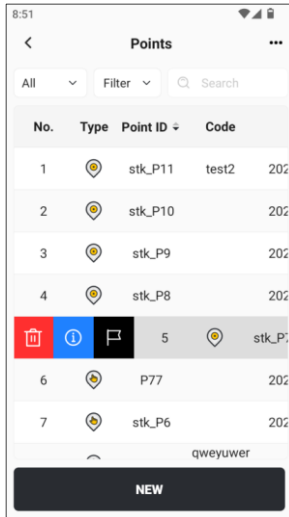 8:51
Points
All Filter Search
No. Type Point ID Code
1 stk_P11 test2 202
2 stk_P10 202
3 stk_P9 202
4 stk_P8 202
5 stk_P7
6 P77 202
7 stk_P6 202
qweyuwer
NEW